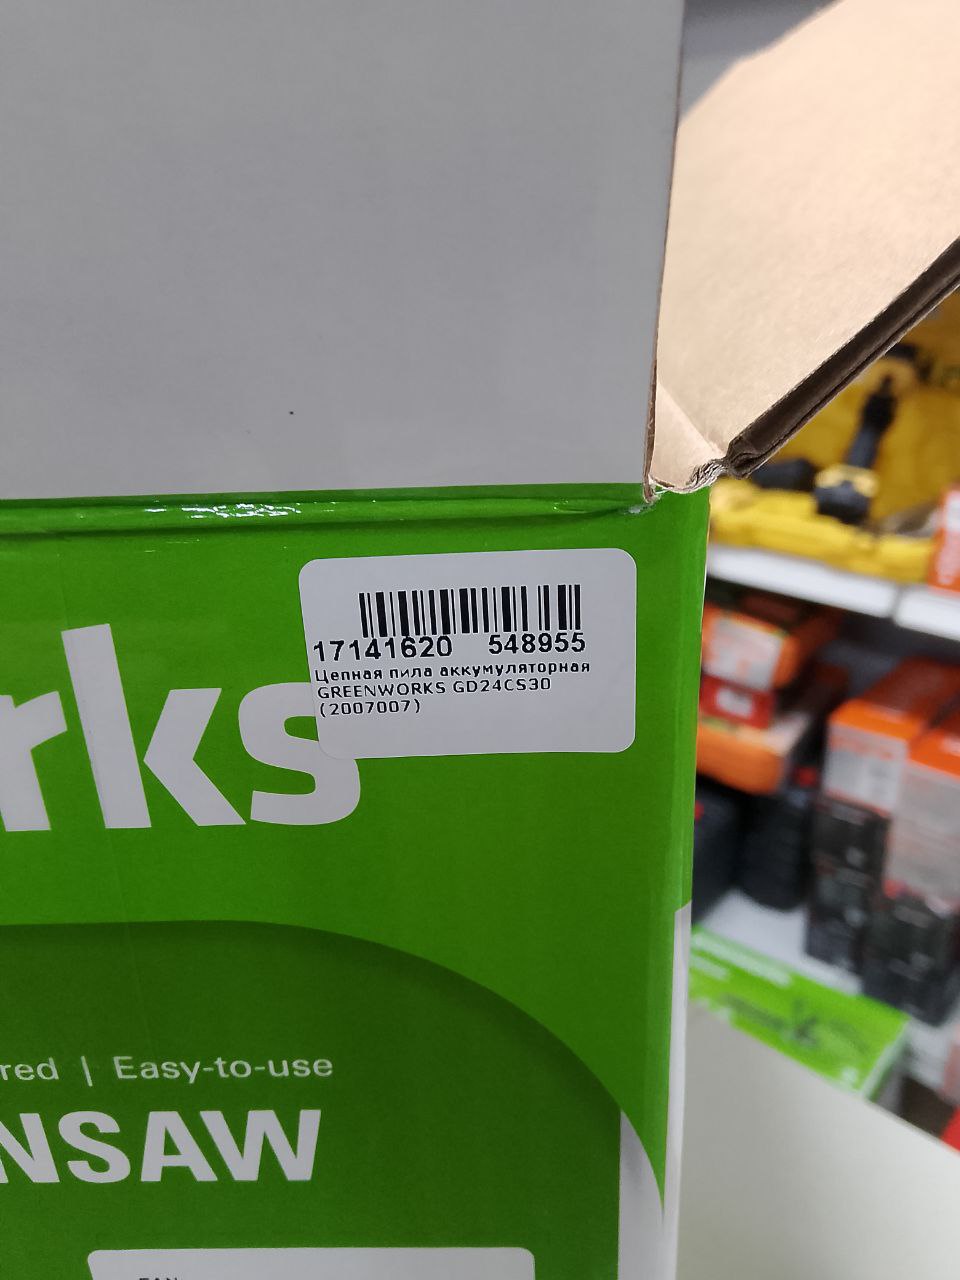 17141620 548955
Цепная пила аккумуляторная
GREENWORKS GD24CS30
(2007007)
rks
red | Easy-to-use
NSAW